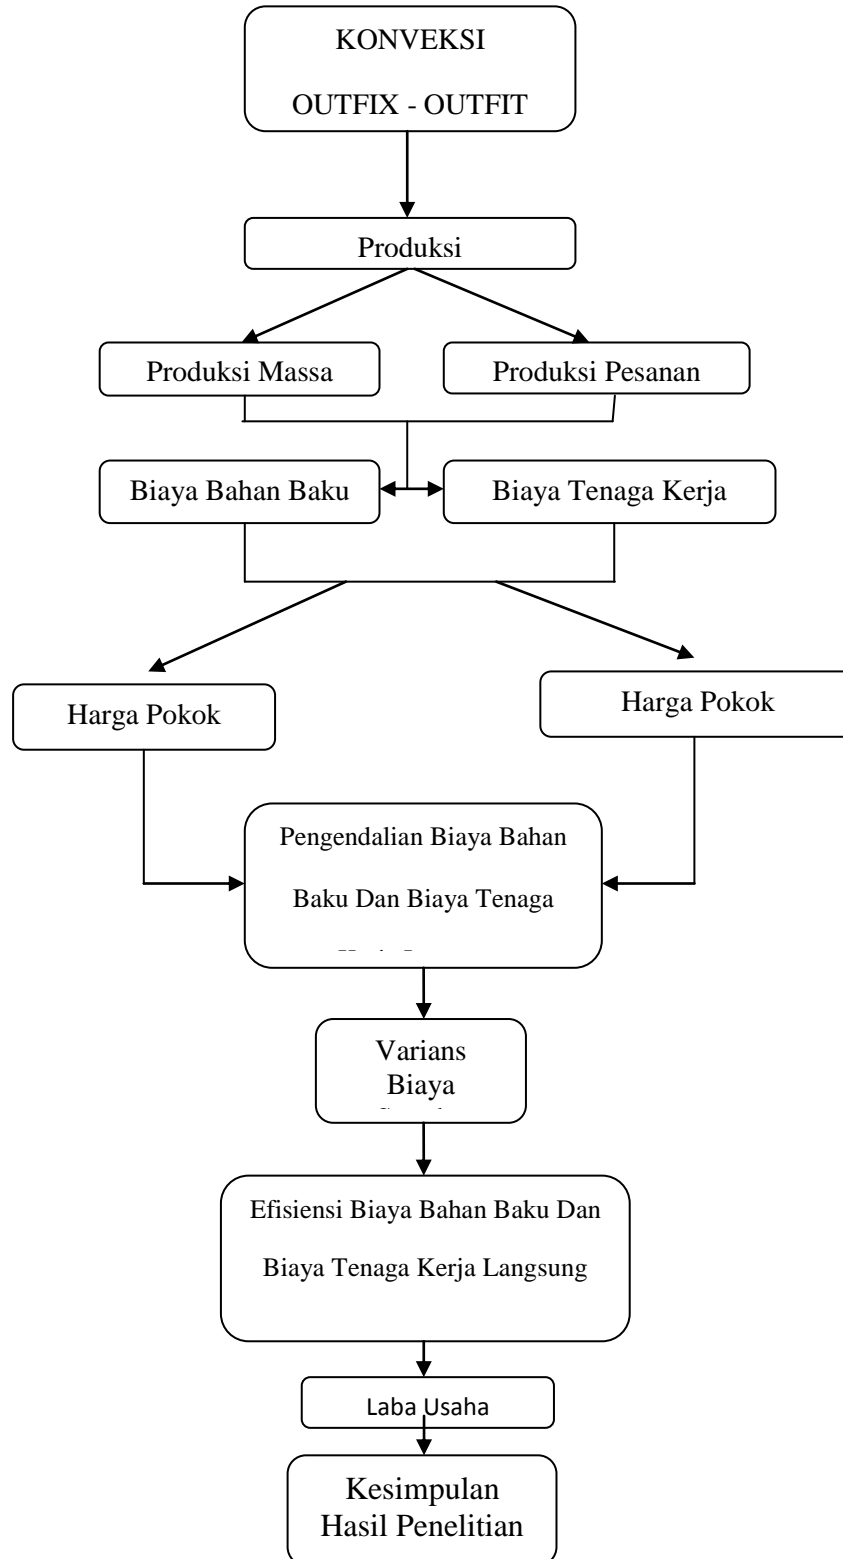 KONVEKSI
OUTFIX - OUTFIT
Produksi
Produksi Massa
Produksi Pesanan
Biaya Bahan Baku
Biaya Tenaga Kerja
Harga Pokok
Harga Pokok
Pengendalian Biaya Bahan
Baku Dan Biaya Tenaga
Varians
Biaya
Efisiensi Biaya Bahan Baku Dan
Biaya Tenaga Kerja Langsung
Laba Usaha
Kesimpulan
Hasil Penelitian